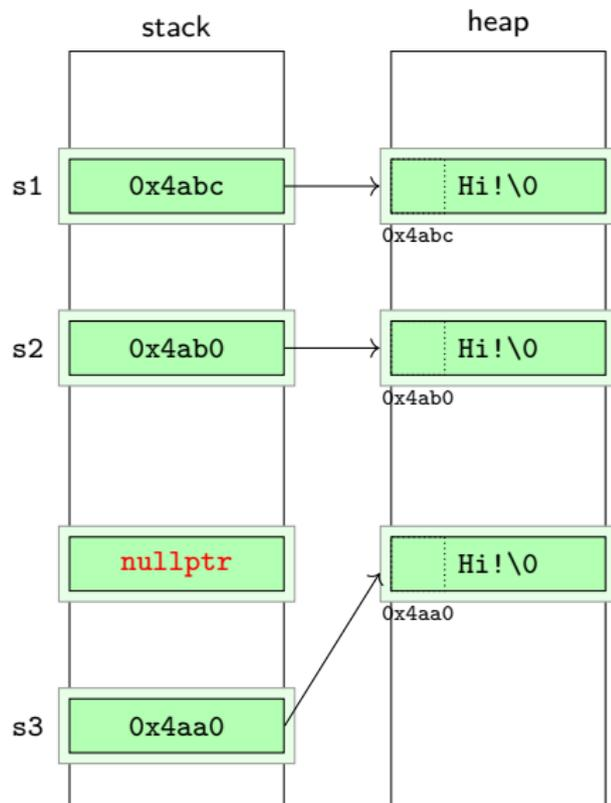 stack heap
s1 0x4abc Hi!\0
0x4abc
s2 0x4ab0 Hi!\0
0x4ab0
nullptr Hi!\0
0x4aa0
s3 0x4aa0